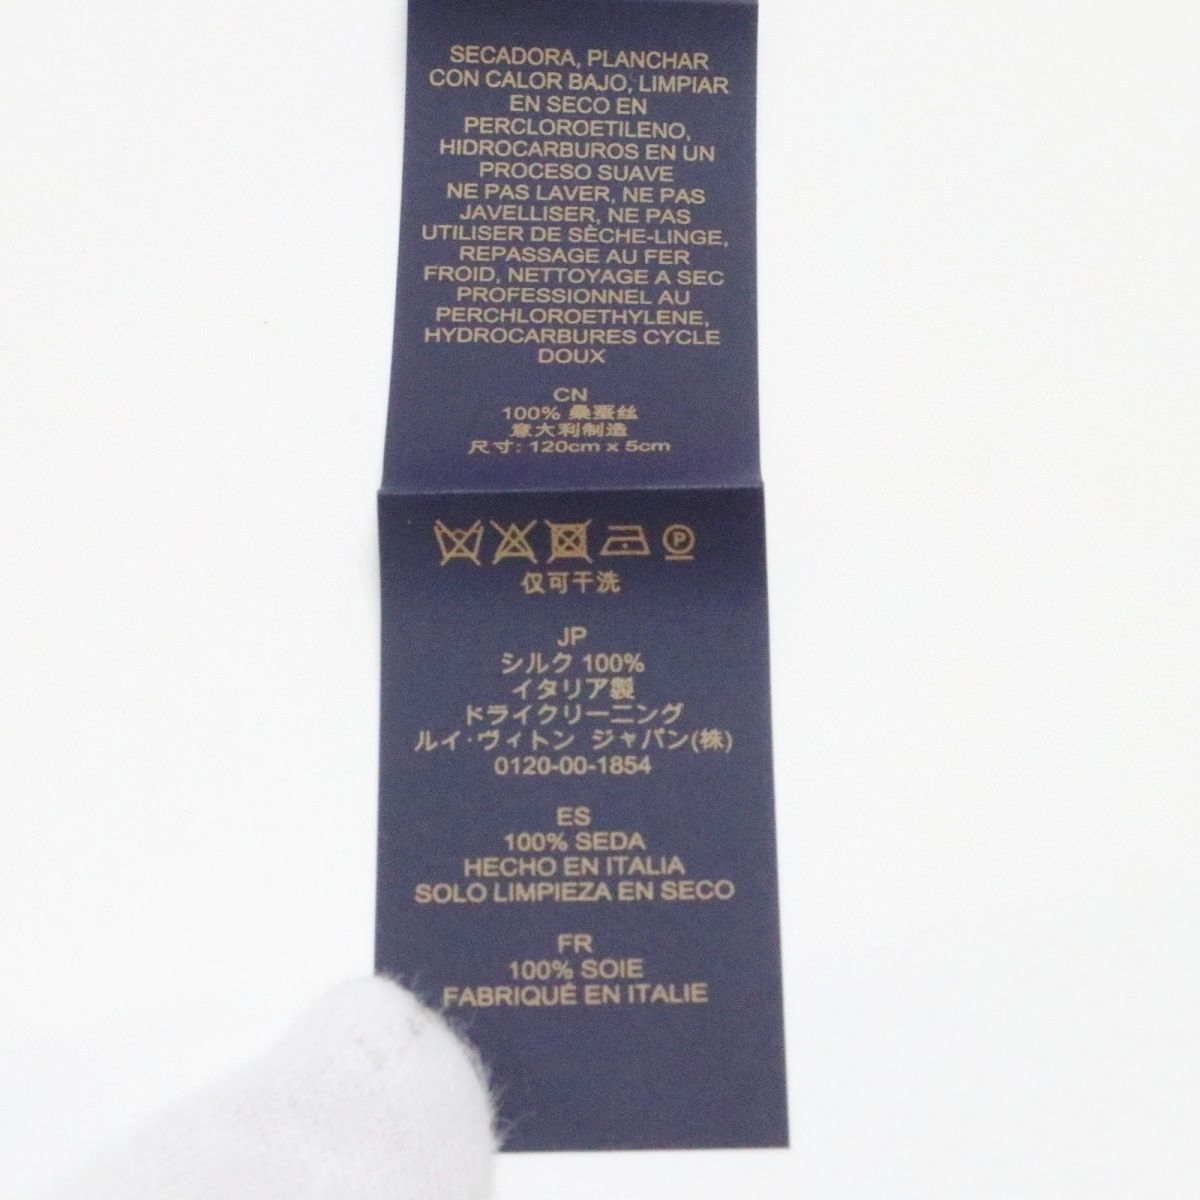 SECADORA, PLANCHAR
CON CALOR BAJO, LIMPIAR
EN SECO EN
PERCLOROETILENO,
HIDROCARBUROS EN UN
PROCESO SUAVE
NE PAS LAVER, NE PAS
JAVELLISER, NE PAS
UTILISER DE SÈCHE-LINGE,
REPASSAGE AU FER
FROID, NETTOYAGE A SEC
PROFESSIONNEL AU
PERCHLOROETHYLENE,
HYDROCARBURES CYCLE
DOUX
CN
100% 桑蚕丝
意大利制造
尺寸: 120cm x 5cm
P
仅可干洗
JP
シルク 100%
イタリア製
ドライクリーニング
ルイ・ヴィトン ジャパン(株)
0120-00-1854
ES
100% SEDA
HECHO EN ITALIA
SOLO LIMPIEZA EN SECO
FR
100% SOIE
FABRIQUÉ EN ITALIE